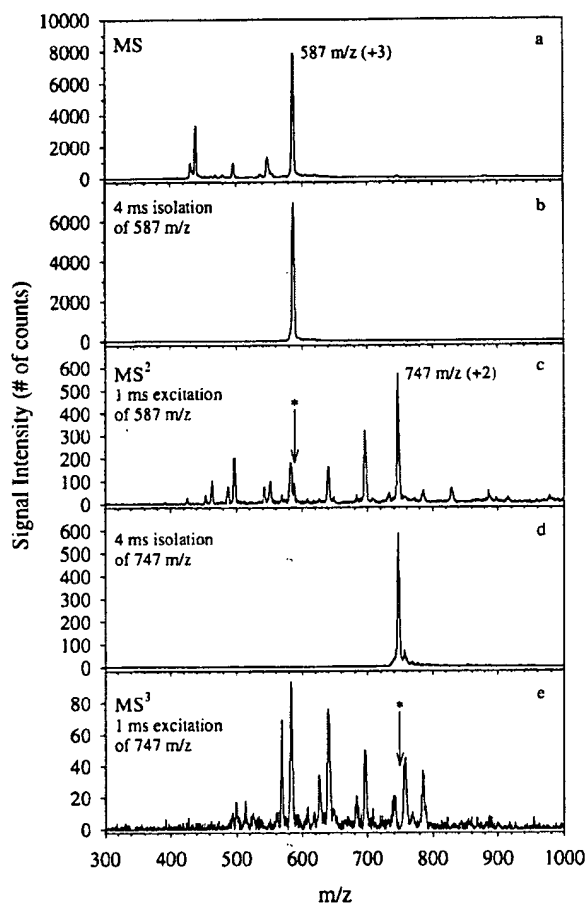 10000
8000
6000
4000
2000
0
MS
587 m/z (+3)
a
6000
4000
2000
0
4 ms isolation
of 587 m/z
b
600
500
400
300
200
100
0
MS²
1 ms excitation
of 587 m/z
*
747 m/z (+2)
c
600
500
400
300
200
100
0
4 ms isolation
of 747 m/z
d
80
60
40
20
0
MS³
1 ms excitation
of 747 m/z
*
e
300 400 500 600 700 800 900 1000
m/z
Signal Intensity (# of counts)